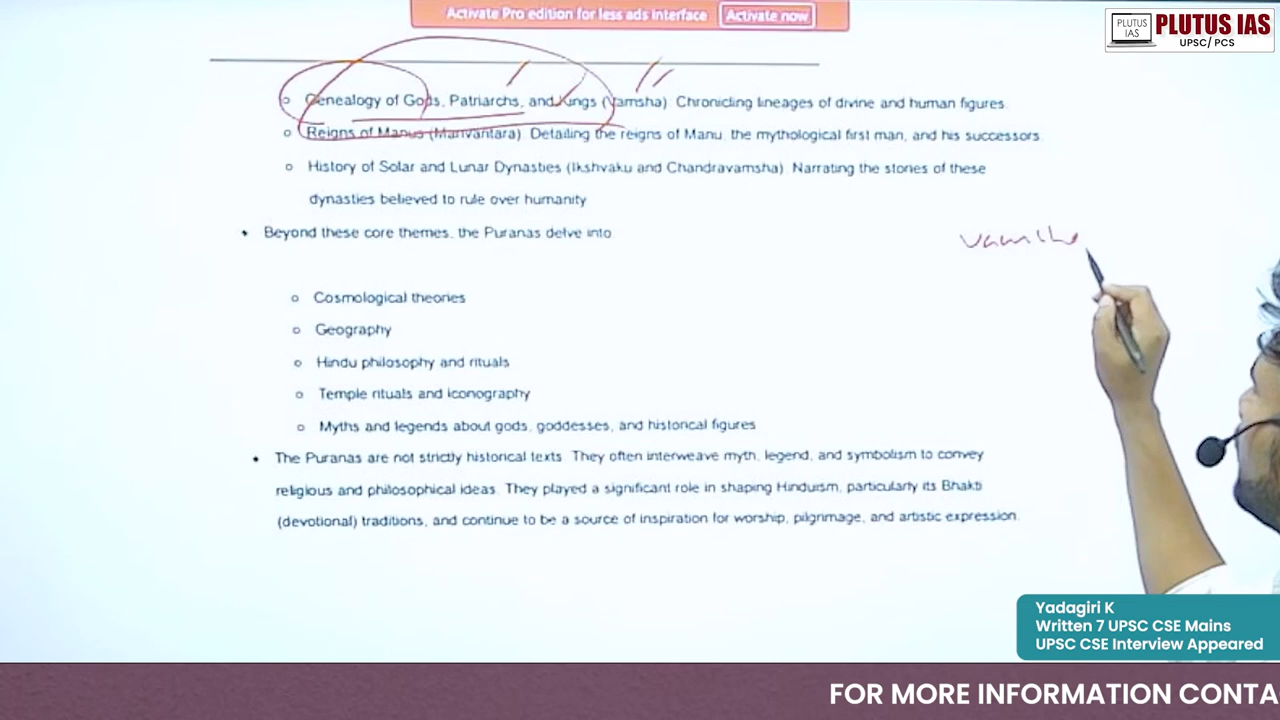 Activate Pro edition for less ads interface Activate now
PLUTUS IAS PLUTUS IAS
UPSC/ PCS
Genealogy of Gods, Patriarchs, and Kings (Vamsha) Chronicling lineages of divine and human figures
Reigns of Manus (Manvantara) Detailing the reigns of Manu, the mythological first man, and his successors
History of Solar and Lunar Dynasties (Ikshvaku and Chandravamsha) Narrating the stories of these
dynasties believed to rule over humanity
Beyond these core themes, the Puranas delve into
Cosmological theories
Geography
Hindu philosophy and rituals
Temple rituals and iconography
Myths and legends about gods, goddesses, and historical figures
The Puranas are not strictly historical texts. They often interweave myth, legend, and symbolism to convey
religious and philosophical ideas. They played a significant role in shaping Hinduism, particularly its Bhakti
(devotional) traditions, and continue to be a source of inspiration for worship, pilgrimage, and artistic expression.
Yadagiri K
Written 7 UPSC CSE Mains
UPSC CSE Interview Appeared
FOR MORE INFORMATION CONTA